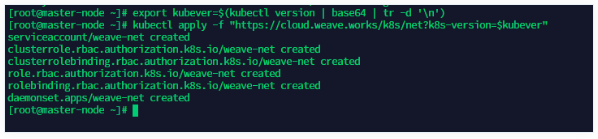 [root@master-node ~]# export kubever=$(kubectl version | base64 | tr -d '\n')
[root@master-node ~]# kubectl apply -f "https://cloud.weave.works/k8s/net?k8s-version=$kubever"
serviceaccount/weave-net created
clusterrole.rbac.authorization.k8s.io/weave-net created
clusterrolebinding.rbac.authorization.k8s.io/weave-net created
role.rbac.authorization.k8s.io/weave-net created
rolebinding.rbac.authorization.k8s.io/weave-net created
daemonset.apps/weave-net created
[root@master-node ~]#